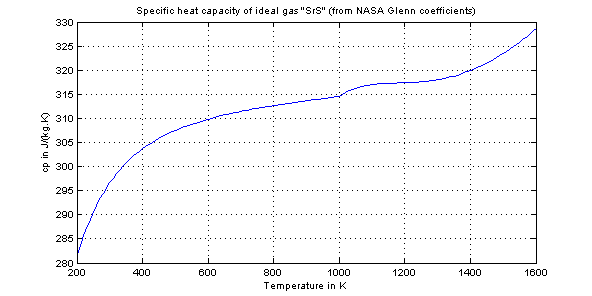 Specific heat capacity of ideal gas "SrS" (from NASA Glenn coefficients)
330
325
320
315
310
305
300
295
290
285
280
cp in J/(kg.K)
200 400 600 800 1000 1200 1400 1600
Temperature in K